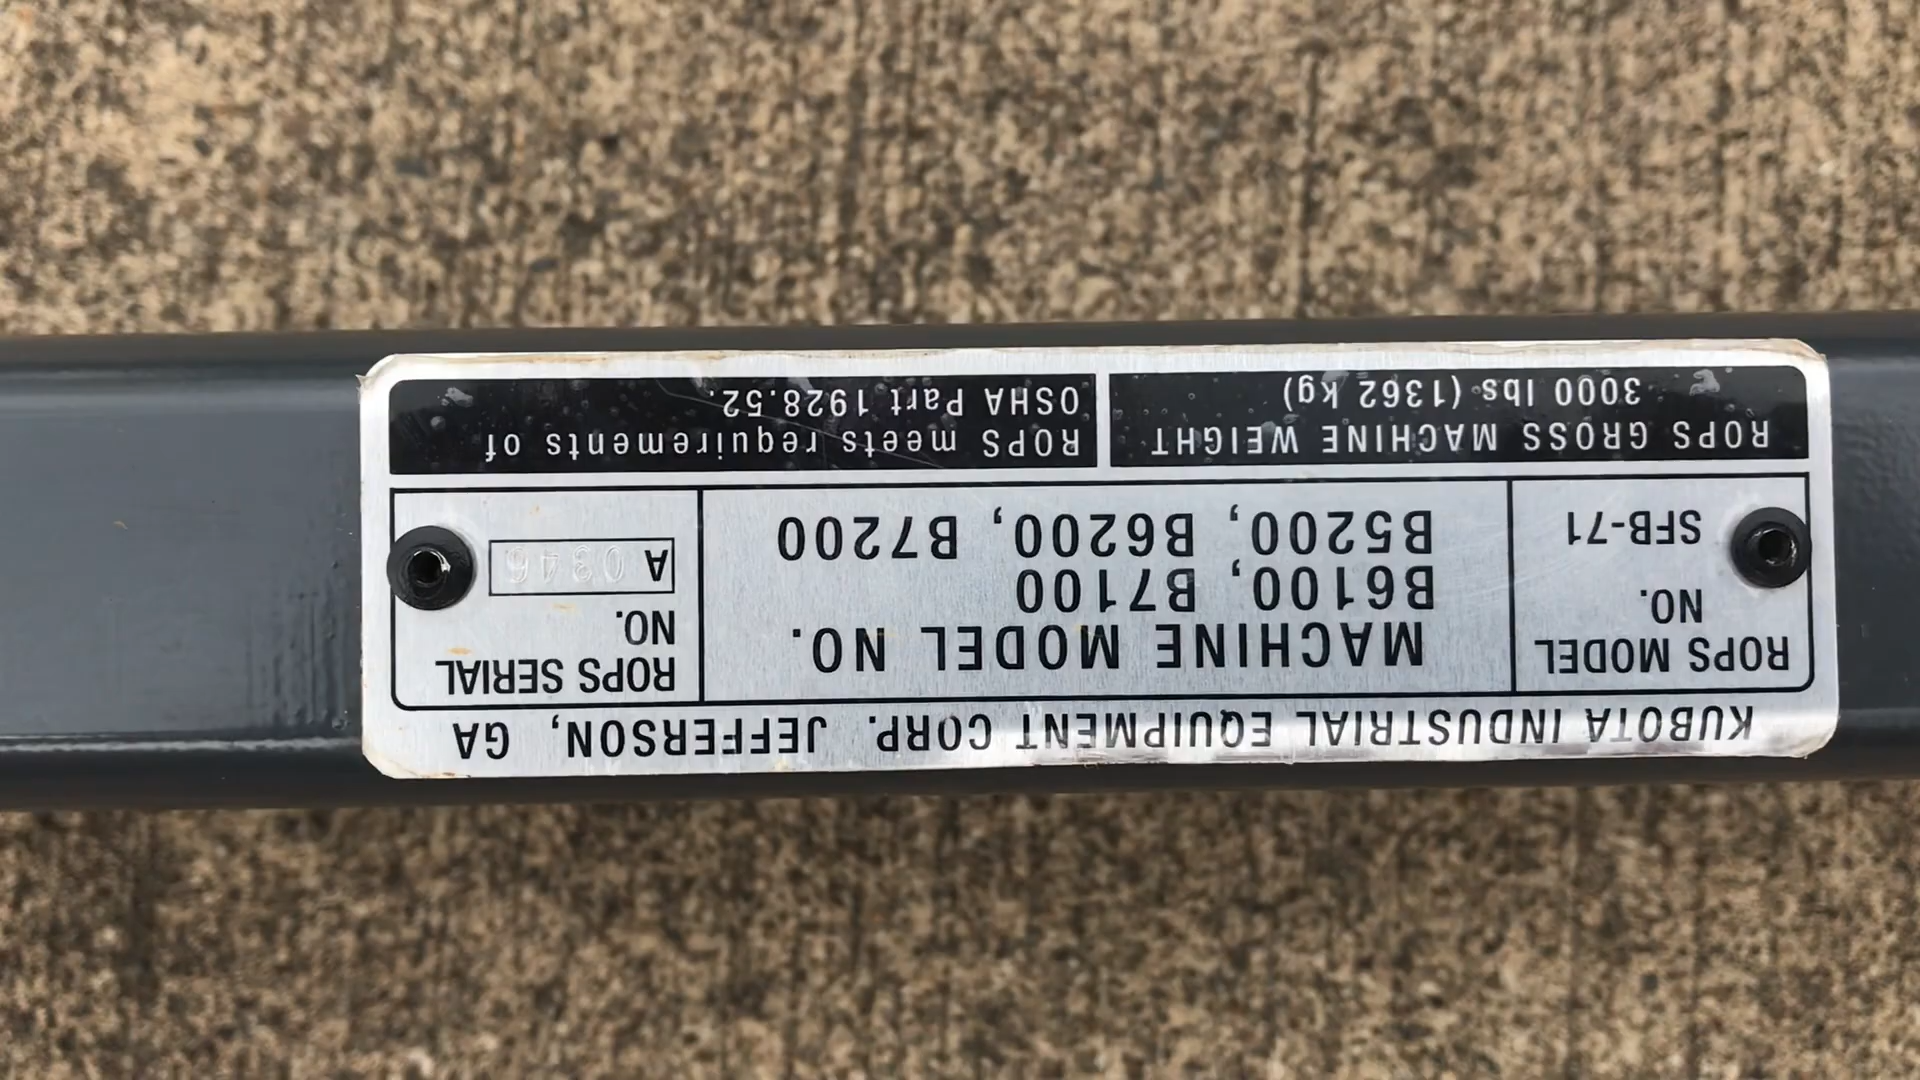 KUBOTA INDUSTRIAL EQUIPMENT CORP. JEFFERSON, GA
ROPS MODEL
NO.
SFB-71
MACHINE MODEL NO.
B6100, B7100
B5200, B6200, B7200
ROPS SERIAL
NO.
A 0346
ROPS GROSS MACHINE WEIGHT
3000 lbs (1362 kg)
ROPS meets requirements of
OSHA Part 1928.52.